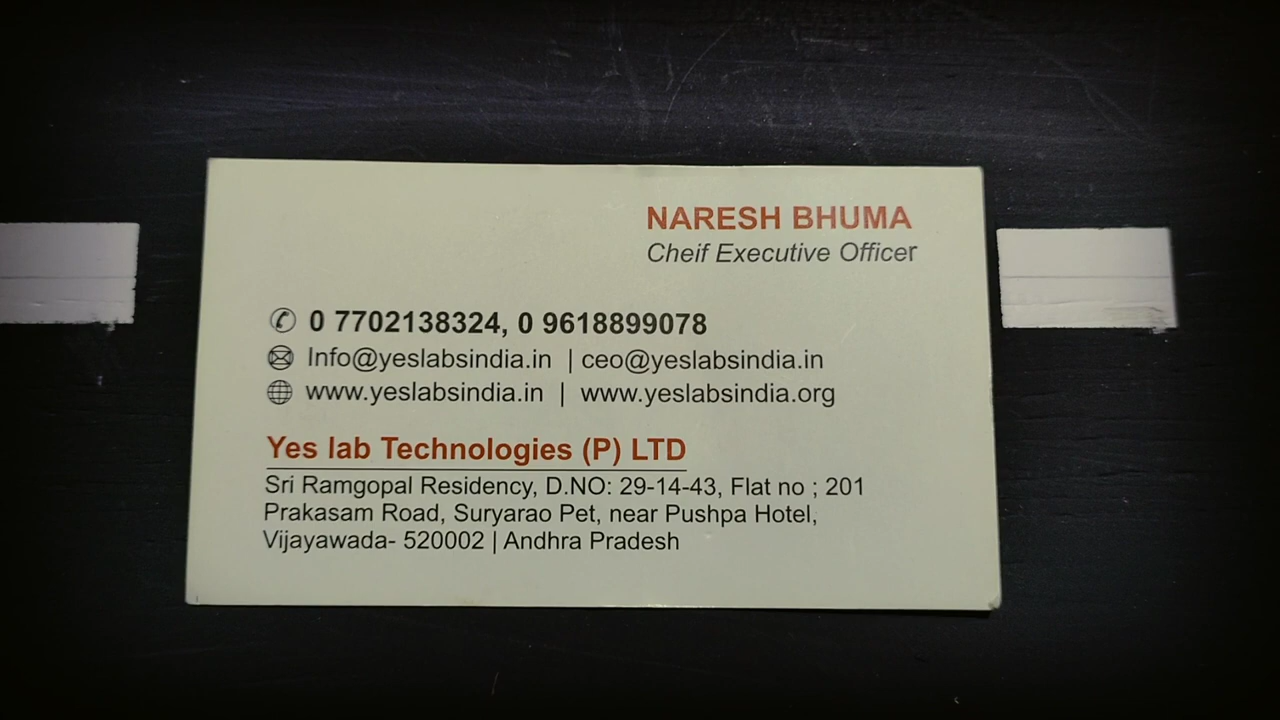 NARESH BHUMA
Cheif Executive Officer
0 7702138324, 0 9618899078
Info@yeslabsindia.in | ceo@yeslabsindia.in
www.yeslabsindia.in | www.yeslabsindia.org
Yes lab Technologies (P) LTD
Sri Ramgopal Residency, D.NO: 29-14-43, Flat no ; 201
Prakasam Road, Suryarao Pet, near Pushpa Hotel,
Vijayawada- 520002 | Andhra Pradesh